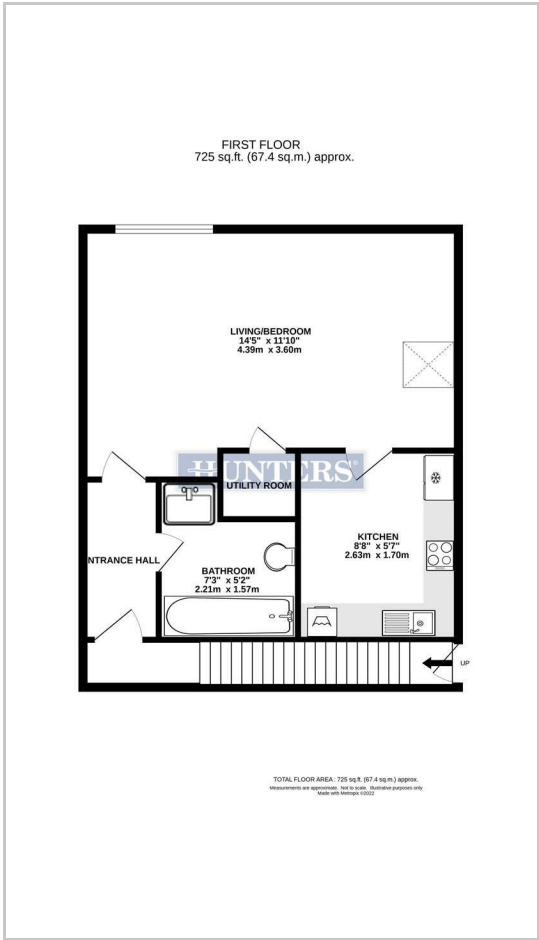 FIRST FLOOR
725 sq.ft. (67.4 sq.m.) approx.
LIVING/BEDROOM
14'5" x 11'10"
4.39m x 3.60m
HUNTERS®
UTILITY ROOM
KITCHEN
8'8" x 5'7"
2.63m x 1.70m
NTRANCE HALL
BATHROOM
7'3" x 5'2"
2.21m x 1.57m
UP
TOTAL FLOOR AREA : 725 sq.ft. (67.4 sq.m.) approx.
Measurements are approximate. Not to scale. Illustrative purposes only
Made with Metropix ©2022